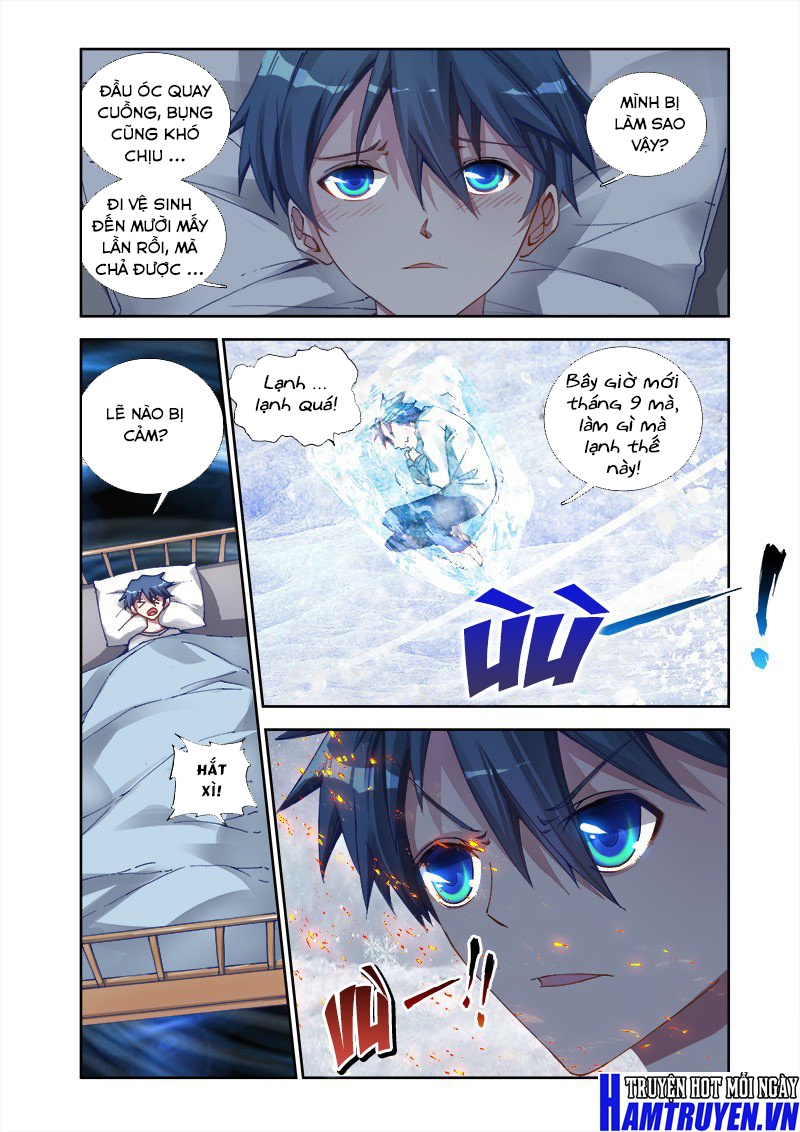 ĐẦU ÓC QUAY
CUỒNG, BỤNG
CŨNG KHÓ
CHỊU ...
ĐI VỆ SINH
ĐẾN MƯỜI MẤY
LẦN RỒI, MÀ
CHẢ ĐƯỢC ...
MÌNH BỊ
LÀM SAO
VẬY?
LẼ NÀO BỊ
CẢM?
HẮT
XÌ!
Lạnh ...
lạnh quá!
Bây giờ mới
tháng 9 mà,
làm gì mà
lạnh thế
này!
ÙÙ
!
VÙ
!!
TRUYỆN HOT MỖI NGÀY
HAMTRUYEN.VN